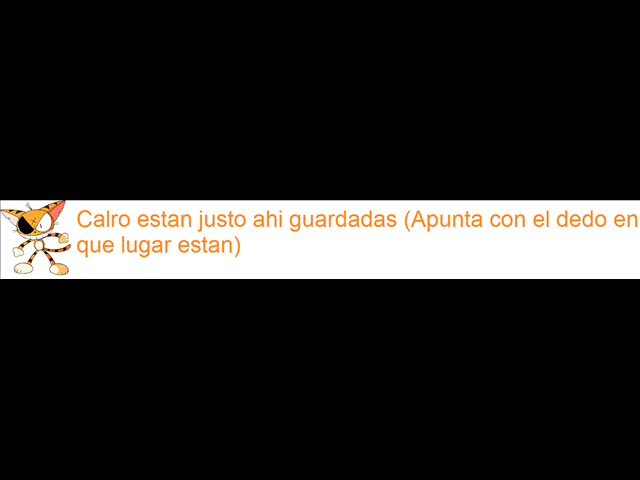 Calro estan justo ahi guardadas (Apunta con el dedo en
que lugar estan)